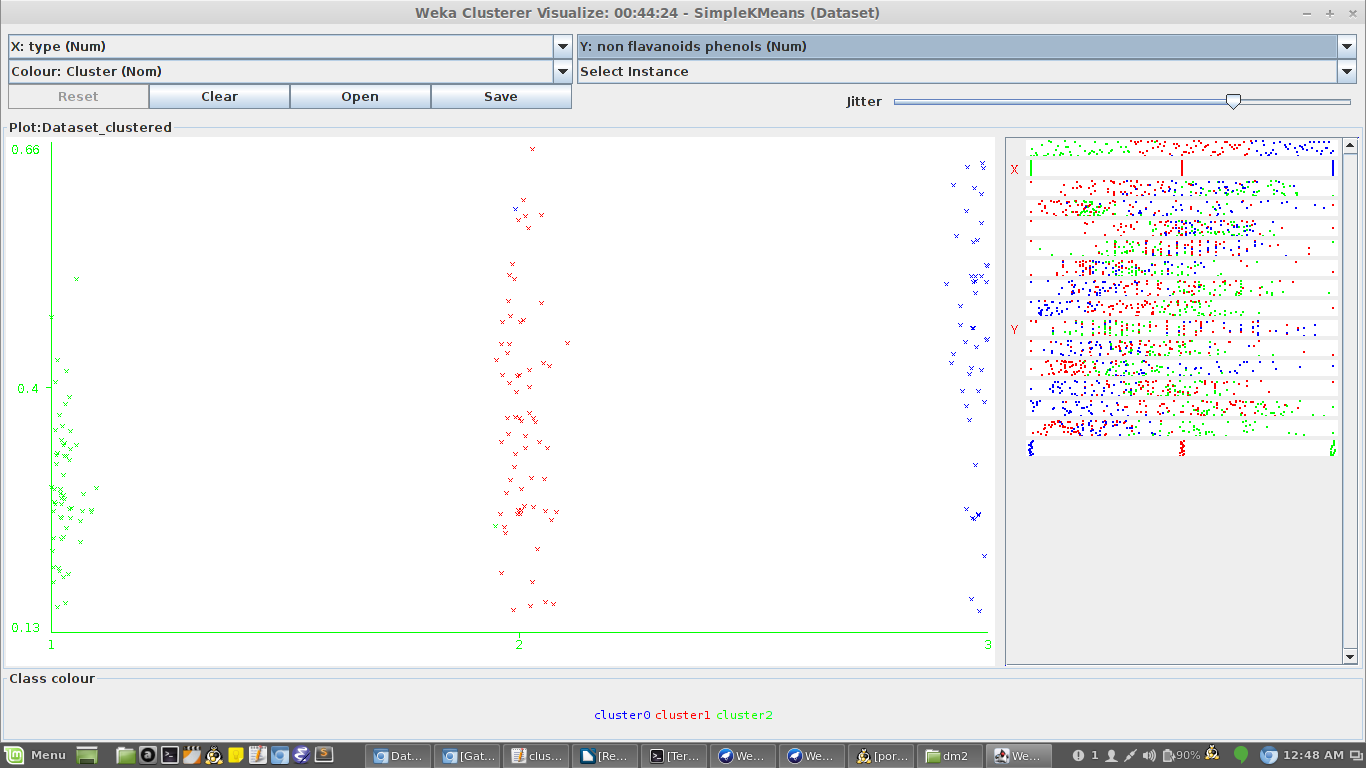 Weka Clusterer Visualize: 00:44:24 - SimpleKMeans (Dataset)
X: type (Num)
Y: non flavanoids phenols (Num)
Colour: Cluster (Nom)
Select Instance
Reset
Clear
Open
Save
Jitter
Plot:Dataset_clustered
0.66
0.4
0.13
1
2
3
X
Y
Class colour
cluster0 cluster1 cluster2
Menu
Dat...
[Gat...
clus...
[Re...
[Ter...
We...
We...
[por...
dm2
We...
1
90%
12:48 AM